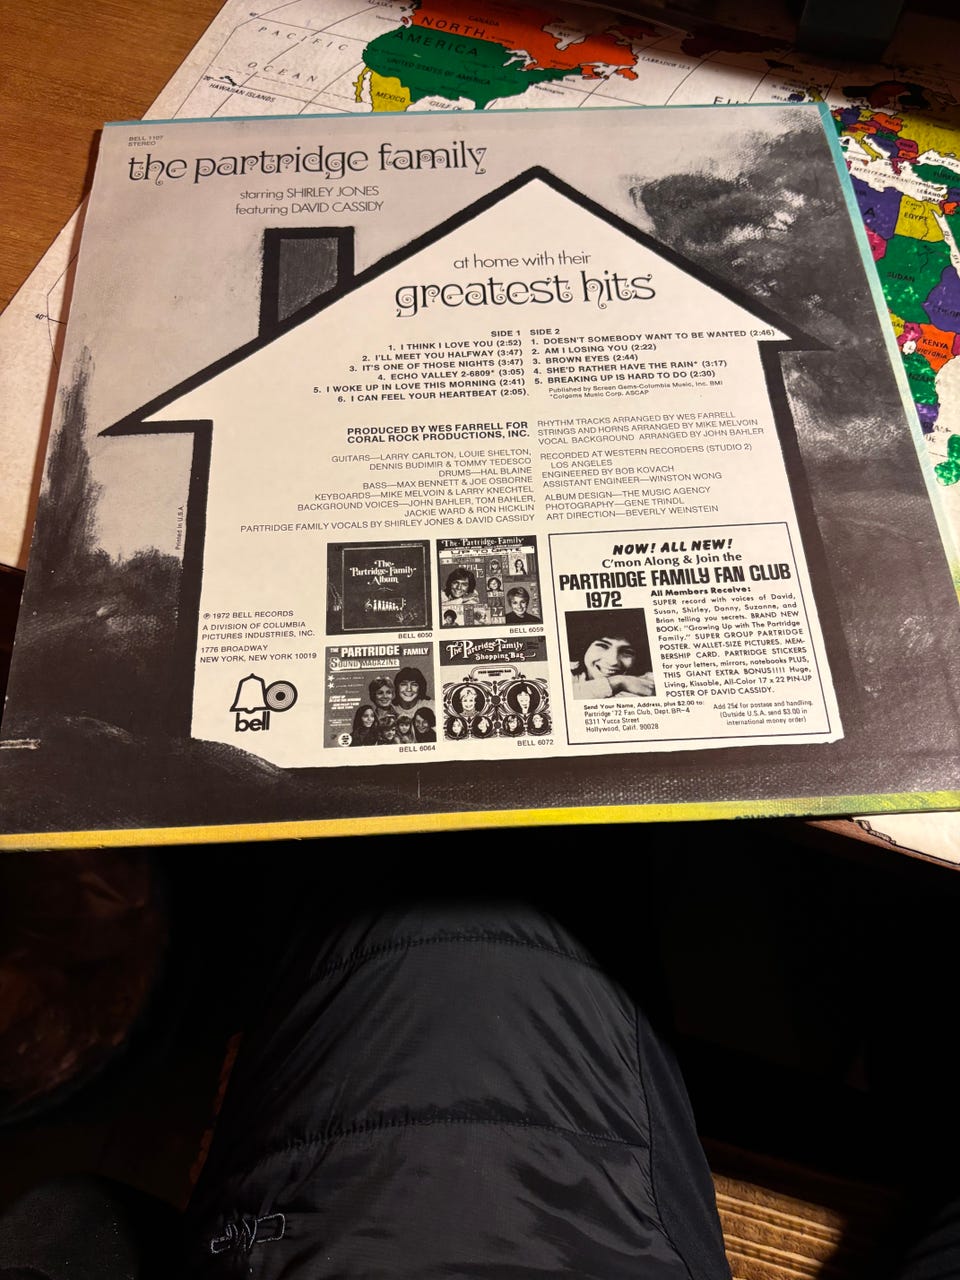 ALASKA
CANADA
NORTH
AMERICA
PACIFIC
OCEAN
UNITED STATES OF AMERICA
Washington
LABRADOR SEA
HAWAIIAN ISLANDS
MEXICO
GULF OF
BLACK SEA
EGYPT
SUDAN
KENYA
VICTORIA
40
BELL 1107
STEREO
the partridge family
starring SHIRLEY JONES
featuring DAVID CASSIDY
at home with their
greatest hits
SIDE 1
1. I THINK I LOVE YOU (2:52)
2. I'LL MEET YOU HALFWAY (3:47)
3. IT'S ONE OF THOSE NIGHTS (3:47)
4. ECHO VALLEY 2-6809* (3:05)
5. I WOKE UP IN LOVE THIS MORNING (2:41)
6. I CAN FEEL YOUR HEARTBEAT (2:05)
SIDE 2
1. DOESN'T SOMEBODY WANT TO BE WANTED (2:46)
2. AM I LOSING YOU (2:22)
3. BROWN EYES (2:44)
4. SHE'D RATHER HAVE THE RAIN* (3:17)
5. BREAKING UP IS HARD TO DO (2:30)
Published by Screen Gems-Columbia Music, Inc. BMI
*Colgems Music Corp. ASCAP
PRODUCED BY WES FARRELL FOR
CORAL ROCK PRODUCTIONS, INC.
GUITARS—LARRY CARLTON, LOUIE SHELTON,
DENNIS BUDIMIR & TOMMY TEDESCO
DRUMS—HAL BLAINE
BASS—MAX BENNETT & JOE OSBORNE
KEYBOARDS—MIKE MELVOIN & LARRY KNECHTEL
BACKGROUND VOICES—JOHN BAHLER, TOM BAHLER,
JACKIE WARD & RON HICKLIN
PARTRIDGE FAMILY VOCALS BY SHIRLEY JONES & DAVID CASSIDY
RHYTHM TRACKS ARRANGED BY WES FARRELL
STRINGS AND HORNS ARRANGED BY MIKE MELVOIN
VOCAL BACKGROUND ARRANGED BY JOHN BAHLER
RECORDED AT WESTERN RECORDERS (STUDIO 2)
LOS ANGELES
ENGINEERED BY BOB KOVACH
ASSISTANT ENGINEER—WINSTON WONG
ALBUM DESIGN—THE MUSIC AGENCY
PHOTOGRAPHY—GENE TRINDL
ART DIRECTION—BEVERLY WEINSTEIN
Printed in U.S.A.
℗ 1972 BELL RECORDS
A DIVISION OF COLUMBIA
PICTURES INDUSTRIES, INC.
1776 BROADWAY
NEW YORK, NEW YORK 10019
bell
The
Partridge Family
Album
BELL 6050
The Partridge Family
UP TO DATE
BELL 6059
THE PARTRIDGE FAMILY
SOUND MAGAZINE
BELL 6064
The Partridge Family
Shopping Bag
BELL 6072
NOW! ALL NEW!
C'mon Along & Join the
PARTRIDGE FAMILY FAN CLUB
1972
All Members Receive:
SUPER record with voices of David,
Susan, Shirley, Danny, Suzanne, and
Brian telling you secrets. BRAND NEW
BOOK: "Growing Up with The Partridge
Family." SUPER GROUP PARTRIDGE
POSTER. WALLET-SIZE PICTURES. MEM-
BERSHIP CARD. PARTRIDGE STICKERS
for your letters, mirrors, notebooks PLUS,
THIS GIANT EXTRA BONUS!!!! Huge,
Living, Kissable, All-Color 17 x 22 PIN-UP
POSTER OF DAVID CASSIDY.
Send Your Name, Address, plus $2.00 to:
Partridge '72 Fan Club, Dept. BR-4
6311 Yucca Street
Hollywood, Calif. 90028
Add 25¢ for postage and handling.
(Outside U.S.A. send $3.00 in
international money order)